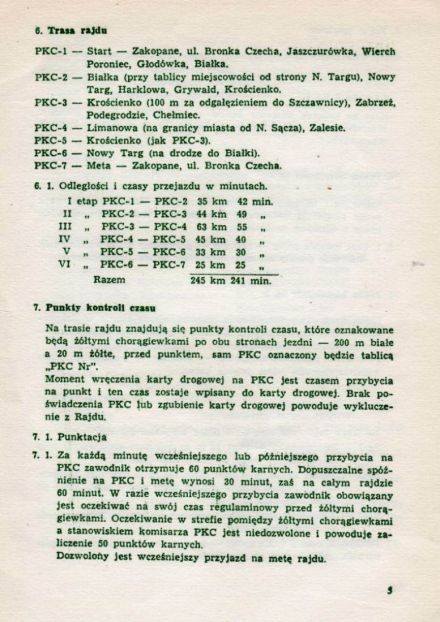 6. Trasa rajdu
PKC-1 — Start — Zakopane, ul. Bronka Czecha, Jaszczurówka, Wierch
Poroniec, Głodówka, Białka.
PKC-2 — Białka (przy tablicy miejscowości od strony N. Targu), Nowy
Targ, Harklowa, Grywałd, Krościenko.
PKC-3 — Krościenko (100 m za odgałęzieniem do Szczawnicy), Zabrzeż,
Podegrodzie, Chełmiec.
PKC-4 — Limanowa (na granicy miasta od N. Sącza), Zalesie.
PKC-5 — Krościenko (jak PKC-3).
PKC-6 — Nowy Targ (na drodze do Białki).
PKC-7 — Meta — Zakopane, ul. Bronka Czecha.
6. 1. Odległości i czasy przejazdu w minutach.
I etap PKC-1 — PKC-2 35 km 42 min.
II „ PKC-2 — PKC-3 44 km 49 „
III „ PKC-3 — PKC-4 63 km 55 „
IV „ PKC-4 — PKC-5 45 km 40 „
V „ PKC-5 — PKC-6 33 km 30 „
VI „ PKC-6 — PKC-7 25 km 25 „
Razem 245 km 241 min.
7. Punkty kontroli czasu
Na trasie rajdu znajdują się punkty kontroli czasu, które oznakowane
będą żółtymi chorągiewkami po obu stronach jezdni — 200 m białe
a 20 m żółte, przed punktem, sam PKC oznaczony będzie tablicą
„PKC Nr".
Moment wręczenia karty drogowej na PKC jest czasem przybycia
na punkt i ten czas zostaje wpisany do karty drogowej. Brak po-
świadczenia PKC lub zgubienie karty drogowej powoduje wyklucze-
nie z Rajdu.
7. 1. Punktacja
7. 1. Za każdą minutę wcześniejszego lub późniejszego przybycia na
PKC zawodnik otrzymuje 60 punktów karnych. Dopuszczalne spóź-
nienie na PKC i metę wynosi 30 minut, zaś na całym rajdzie
60 minut. W razie wcześniejszego przybycia zawodnik obowiązany
jest oczekiwać na swój czas regulaminowy przed żółtymi chorą-
giewkami. Oczekiwanie w strefie pomiędzy żółtymi chorągiewkami
a stanowiskiem komisarza PKC jest niedozwolone i powoduje za-
liczenie 50 punktów karnych.
Dozwolony jest wcześniejszy przyjazd na metę rajdu.
5